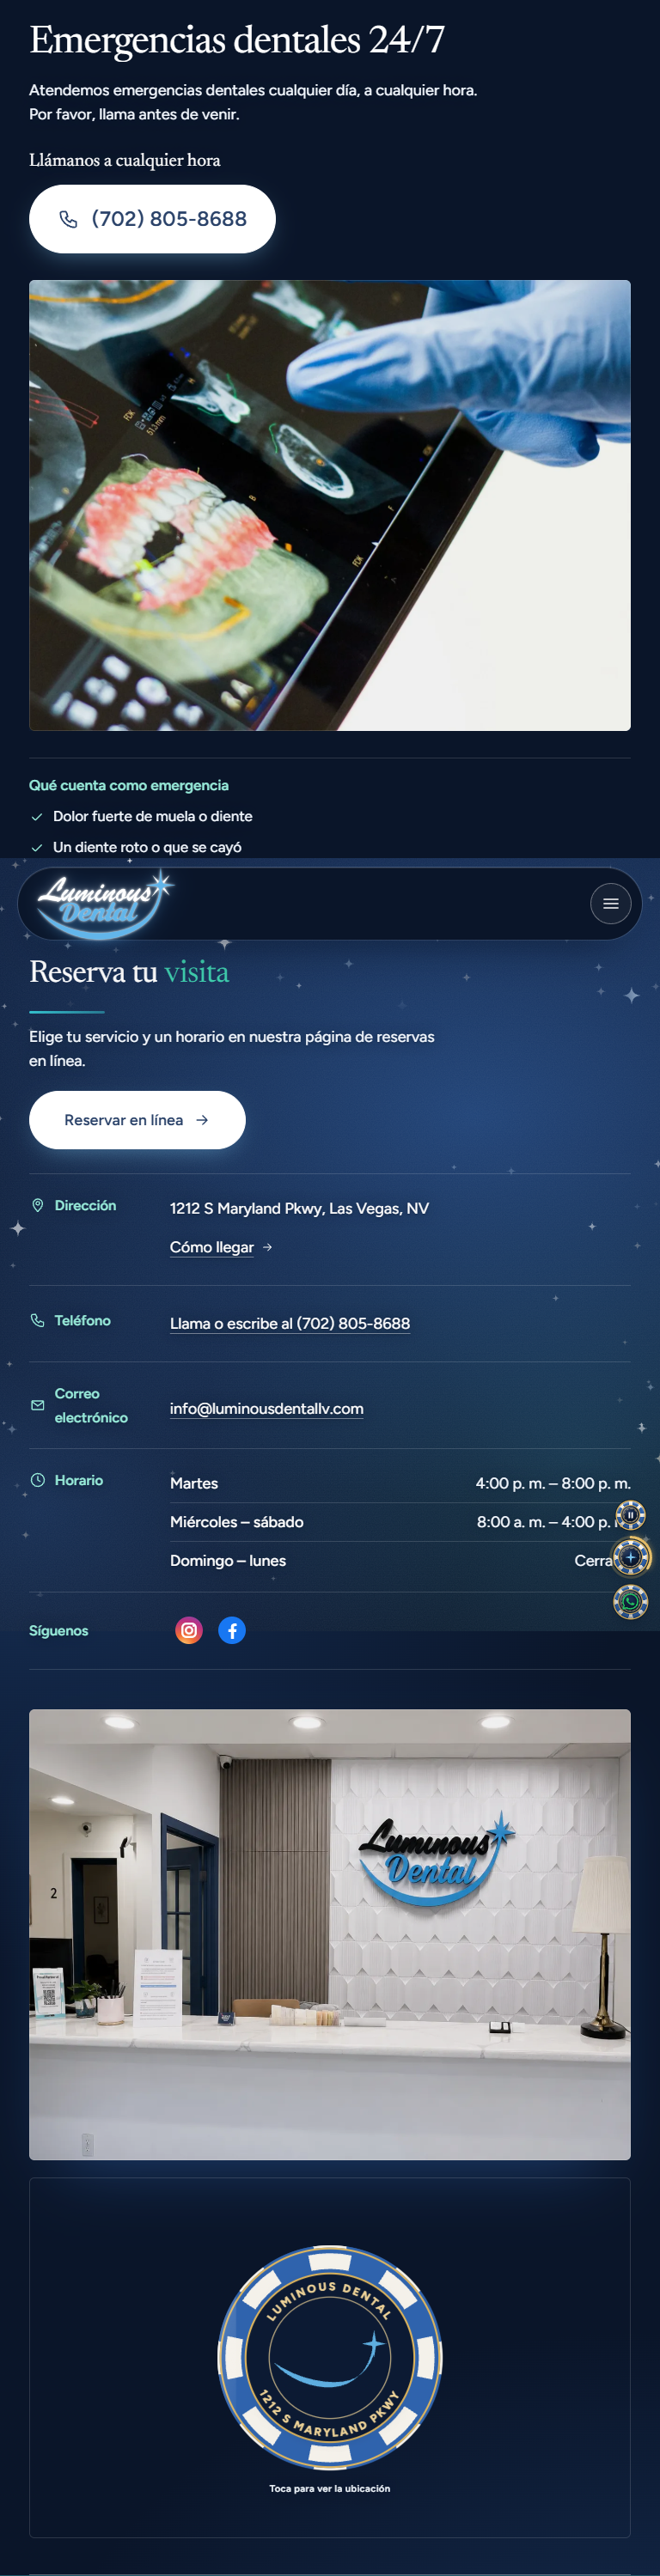 Emergencias dentales 24/7
Atendemos emergencias dentales cualquier día, a cualquier hora.
Por favor, llama antes de venir.
Llámanos a cualquier hora
(702) 805-8688
Qué cuenta como emergencia
Dolor fuerte de muela o diente
Un diente roto o que se cayó
Luminous
Dental
Reserva tu visita
Elige tu servicio y un horario en nuestra página de reservas
en línea.
Reservar en línea
Dirección
1212 S Maryland Pkwy, Las Vegas, NV
Cómo llegar
Teléfono
Llama o escribe al (702) 805-8688
Correo
electrónico
info@luminousdentallv.com
Horario
Martes
4:00 p. m. – 8:00 p. m.
Miércoles – sábado
8:00 a. m. – 4:00 p.
Domingo – lunes
Síguenos
2
Luminous
Dental
LUMINOUS DENTAL
1212 S MARYLAND PKWY
Toca para ver la ubicación